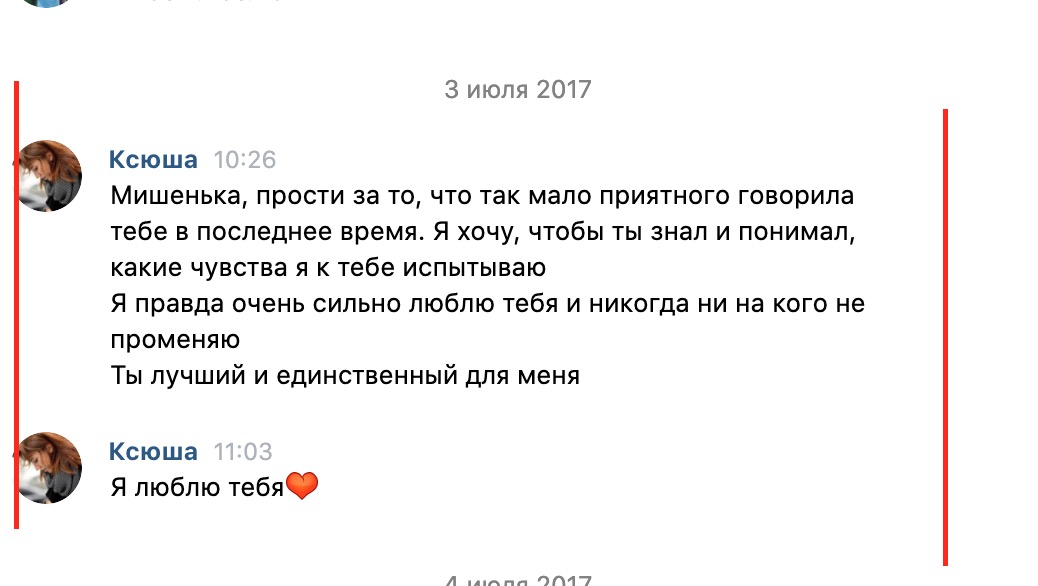 3 июля 2017
Ксюша 10:26
Мишенька, прости за то, что так мало приятного говорила
тебе в последнее время. Я хочу, чтобы ты знал и понимал,
какие чувства я к тебе испытываю
Я правда очень сильно люблю тебя и никогда ни на кого не
променяю
Ты лучший и единственный для меня
Ксюша 11:03
Я люблю тебя❤️
4 июля 2017